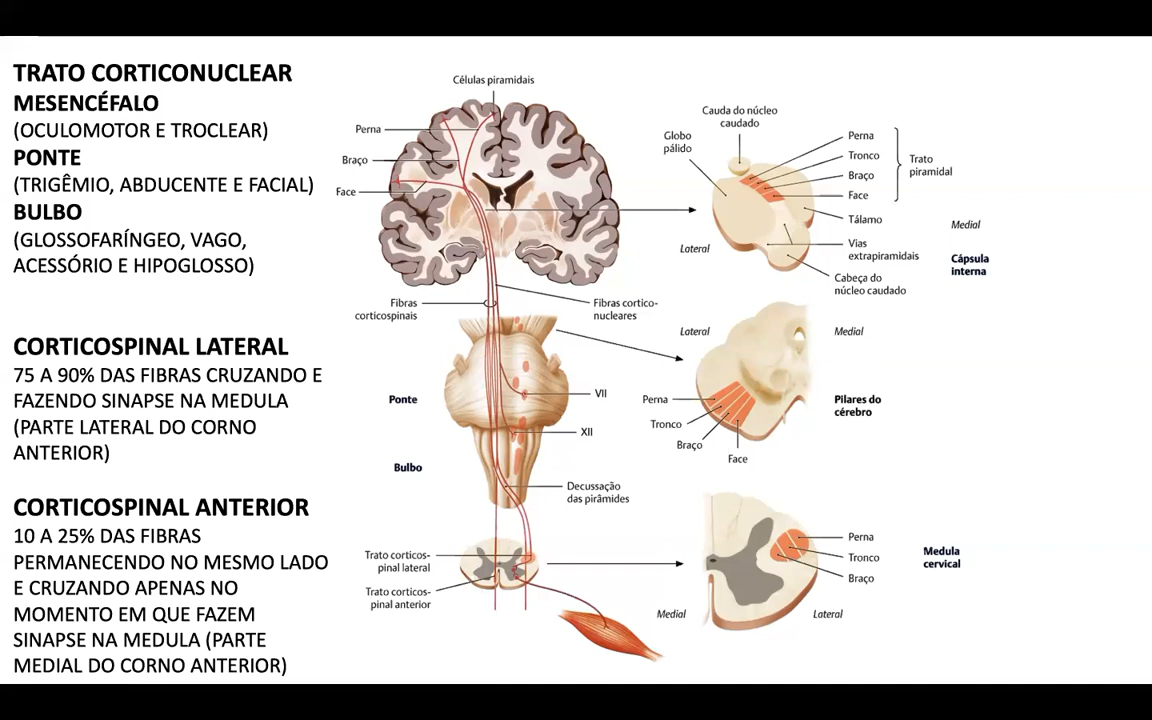 TRATO CORTICONUCLEAR
MESENCÉFALO
(OCULOMOTOR E TROCLEAR)
PONTE
(TRIGÊMIO, ABDUCENTE E FACIAL)
BULBO
(GLOSSOFARÍNGEO, VAGO,
ACESSÓRIO E HIPOGLOSSO)
CORTICOSPINAL LATERAL
75 A 90% DAS FIBRAS CRUZANDO E
FAZENDO SINAPSE NA MEDULA
(PARTE LATERAL DO CORNO
ANTERIOR)
CORTICOSPINAL ANTERIOR
10 A 25% DAS FIBRAS
PERMANECENDO NO MESMO LADO
E CRUZANDO APENAS NO
MOMENTO EM QUE FAZEM
SINAPSE NA MEDULA (PARTE
MEDIAL DO CORNO ANTERIOR)
Células piramidais
Perna
Braço
Face
Fibras
corticospinais
Fibras cortico-
nucleares
Ponte
VII
XII
Bulbo
Decussação
das pirâmides
Trato corticos-
pinal lateral
Trato corticos-
pinal anterior
Cauda do núcleo
caudado
Globo
pálido
Perna
Tronco
Braço
Face
Trato
piramidal
Tálamo
Vias
extrapiramidais
Cabeça do
núcleo caudado
Lateral
Medial
Cápsula
interna
Lateral
Medial
Perna
Tronco
Braço
Face
Pilares do
cérebro
Perna
Tronco
Braço
Medula
cervical
Medial
Lateral